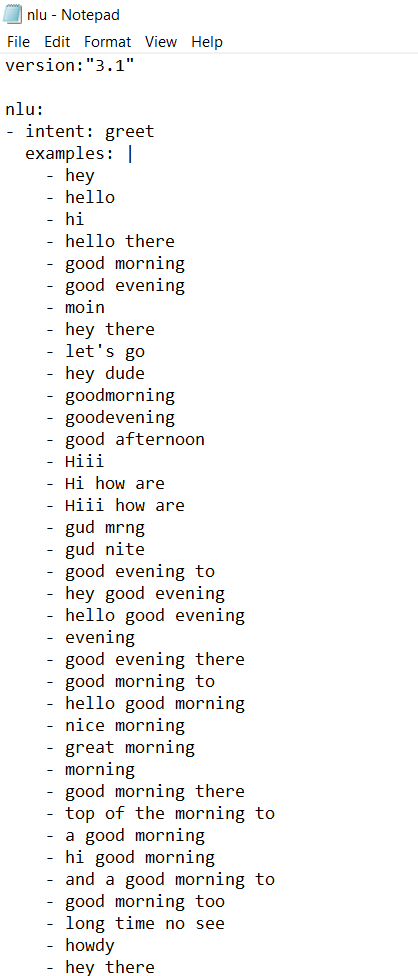 nlu - Notepad
File Edit Format View Help
version:"3.1"

nlu:
- intent: greet
  examples: |
    - hey
    - hello
    - hi
    - hello there
    - good morning
    - good evening
    - moin
    - hey there
    - let's go
    - hey dude
    - goodmorning
    - goodevening
    - good afternoon
    - Hiii
    - Hi how are
    - Hiii how are
    - gud mrng
    - gud nite
    - good evening to
    - hey good evening
    - hello good evening
    - evening
    - good evening there
    - good morning to
    - hello good morning
    - nice morning
    - great morning
    - morning
    - good morning there
    - top of the morning to
    - a good morning
    - hi good morning
    - and a good morning to
    - good morning too
    - long time no see
    - howdy
    - hey there